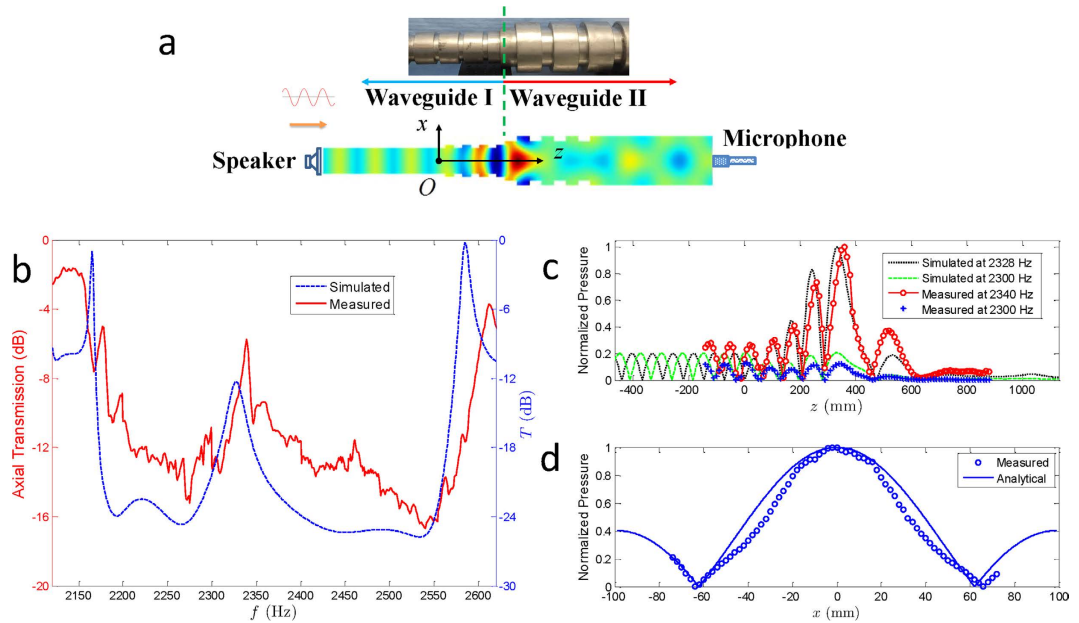 a
Waveguide I Waveguide II
x
Microphone
Speaker
z
O
b
Simulated
Measured
Axial Transmission (dB)
0
-4
-8
-12
-16
-20
0
-6
-12
-18
-24
-30
T (dB)
2150 2200 2250 2300 2350 2400 2450 2500 2550 2600
f (Hz)
c
Simulated at 2328 Hz
Simulated at 2300 Hz
Measured at 2340 Hz
Measured at 2300 Hz
Normalized Pressure
1
0.8
0.6
0.4
0.2
0
-400 -200 0 200 400 600 800 1000
z (mm)
d
Measured
Analytical
Normalized Pressure
1
0.8
0.6
0.4
0.2
0
-100 -80 -60 -40 -20 0 20 40 60 80 100
x (mm)